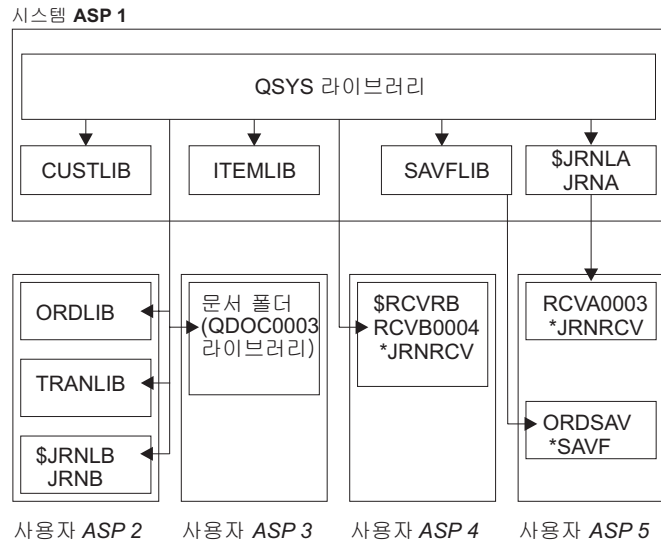 시스템 ASP 1
QSYS 라이브러리
CUSTLIB
ITEMLIB
SAVFLIB
$JRNLA
JRNA
ORDLIB
TRANLIB
$JRNLB
JRNB
문서 폴더
(QDOC0003
라이브러리)
$RCVRB
RCVB0004
*JRNRCV
RCVA0003
*JRNRCV
ORDSAV
*SAVF
사용자 ASP 2
사용자 ASP 3
사용자 ASP 4
사용자 ASP 5